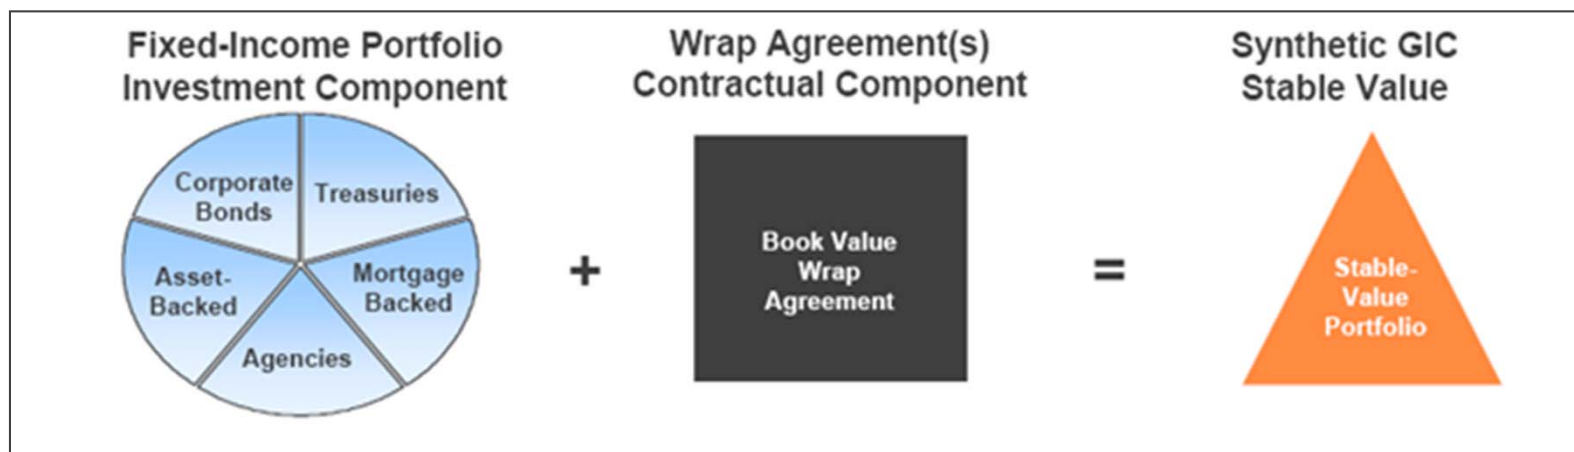 Fixed-Income Portfolio
Investment Component
Wrap Agreement(s)
Contractual Component
Synthetic GIC
Stable Value
Corporate
Bonds
Treasuries
Asset-
Backed
Mortgage
Backed
Agencies
+
Book Value
Wrap
Agreement
=
Stable-
Value
Portfolio